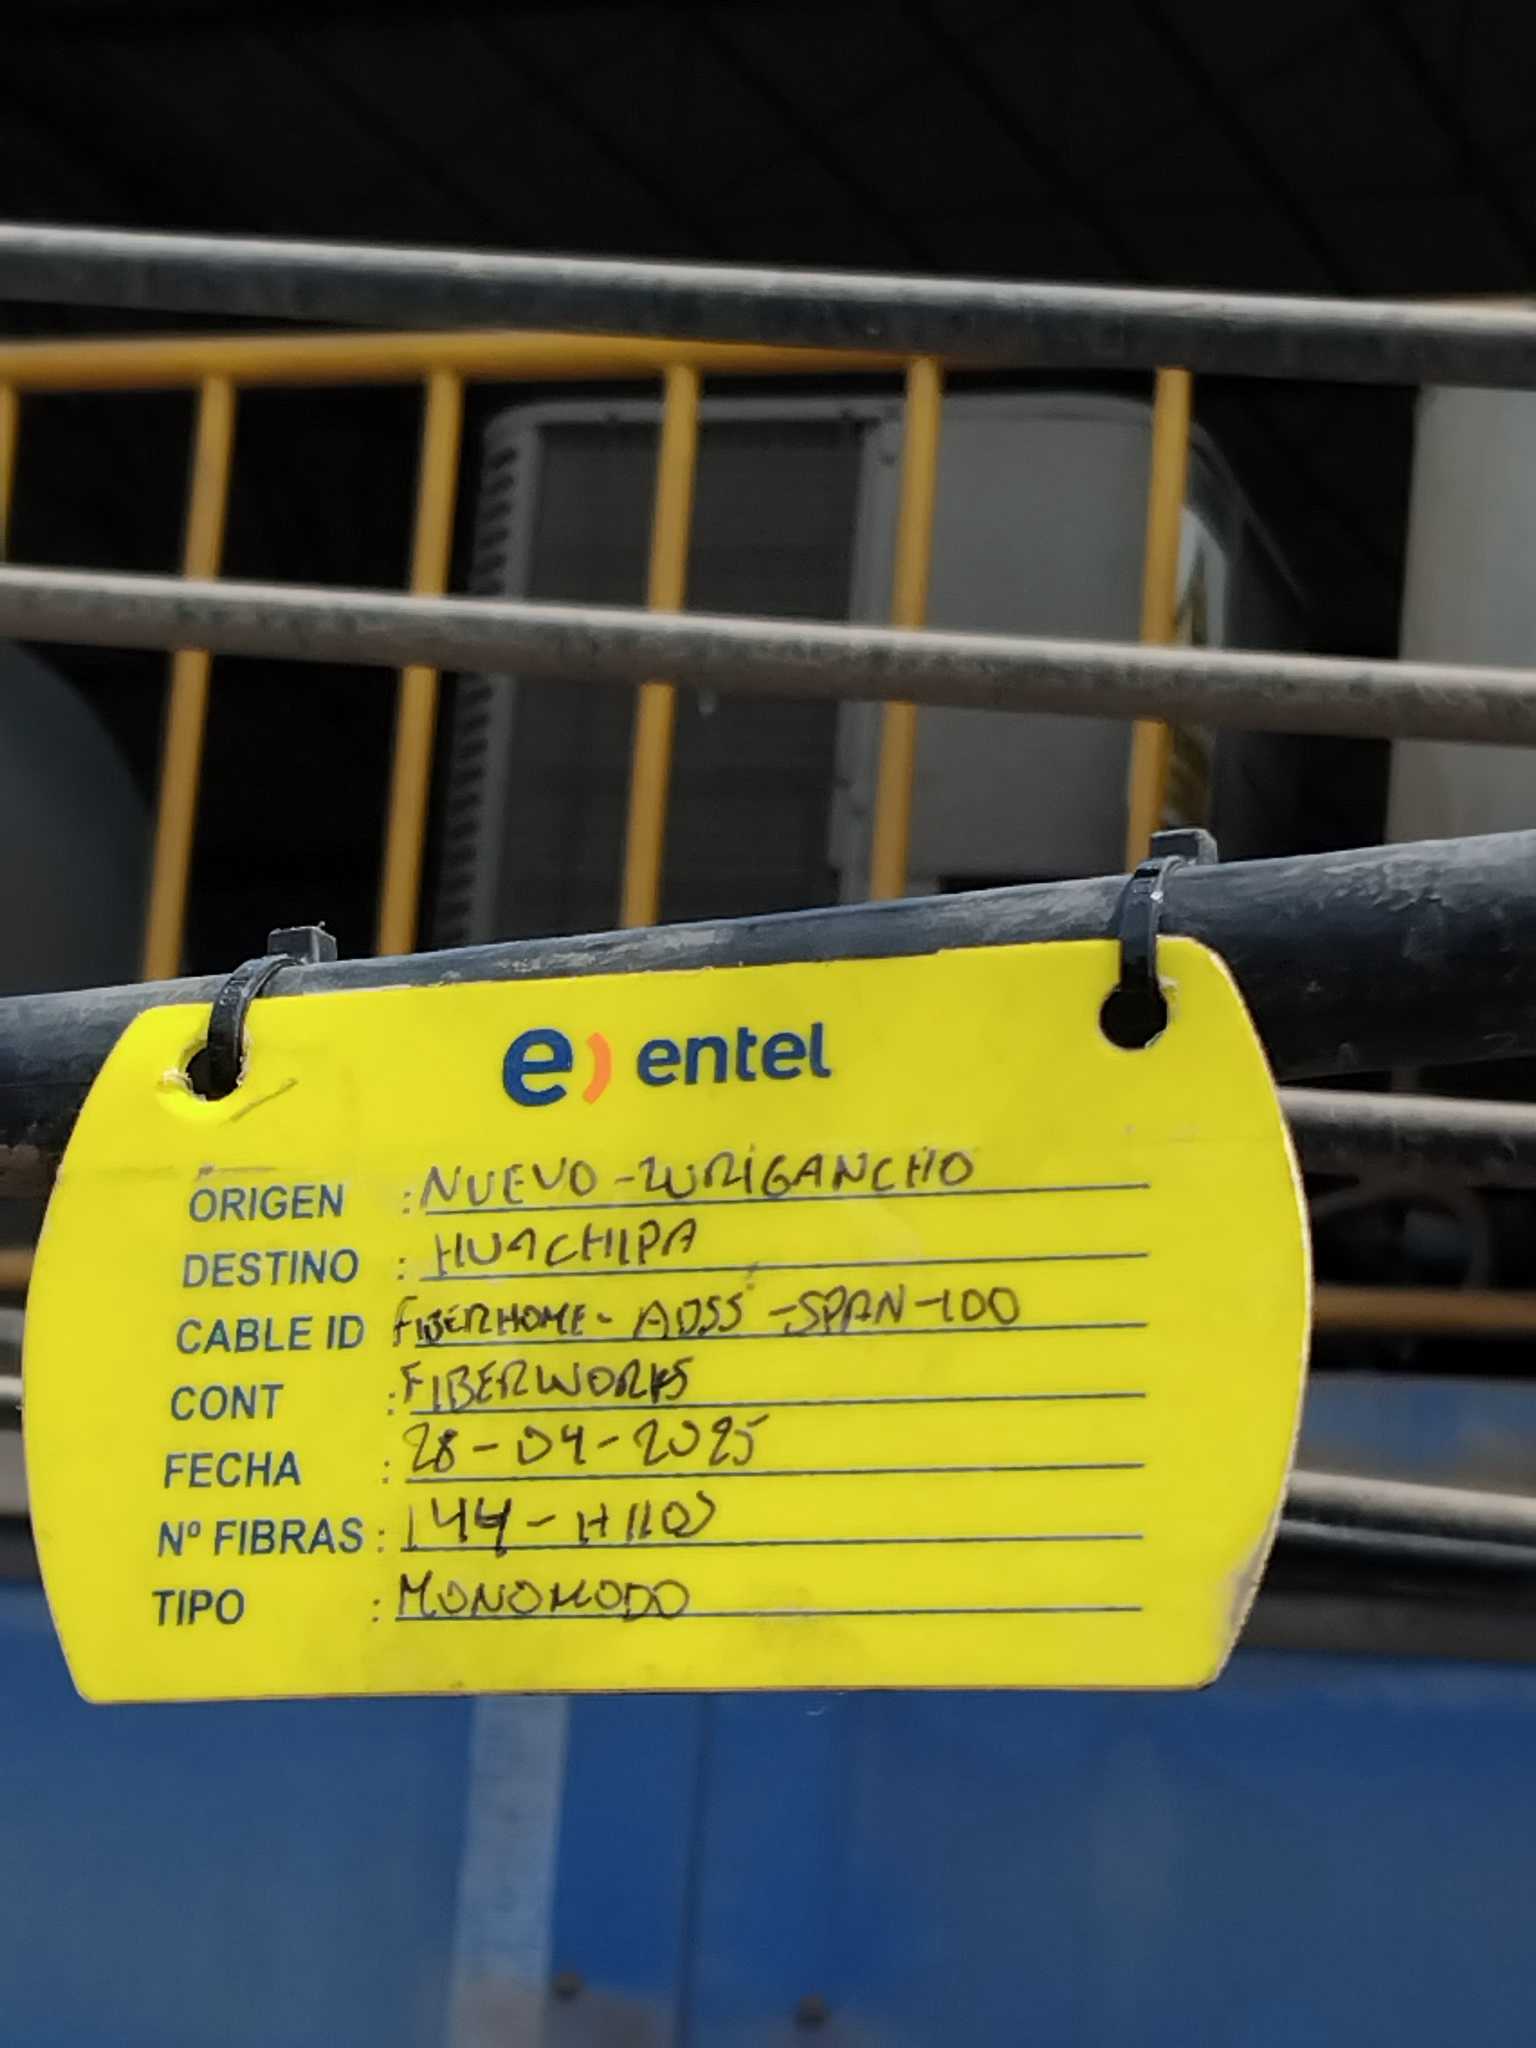 e) entel
ORIGEN : NUEVO-ZURIGANCHO
DESTINO : HUACHIPA
CABLE ID FIBERHOME- ADSS -SPAN-100
CONT : FIBERWORKS
FECHA : 28-04-2025
Nº FIBRAS : 144-HILOS
TIPO : MONOMODO